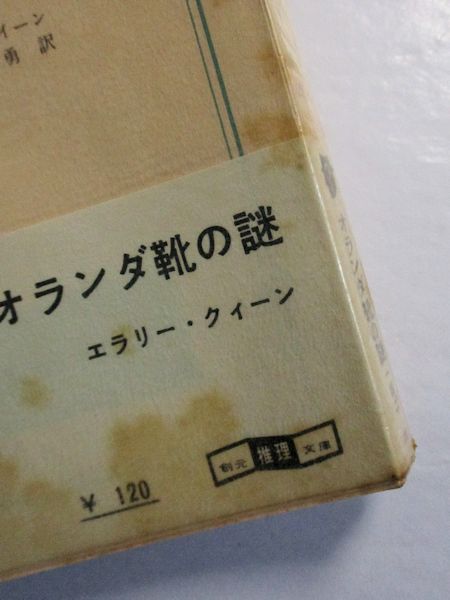 ィーン
勇 訳
オランダ靴の謎
エラリー・クィーン
創元 推理 文庫
¥ 120
オランダ靴の謎